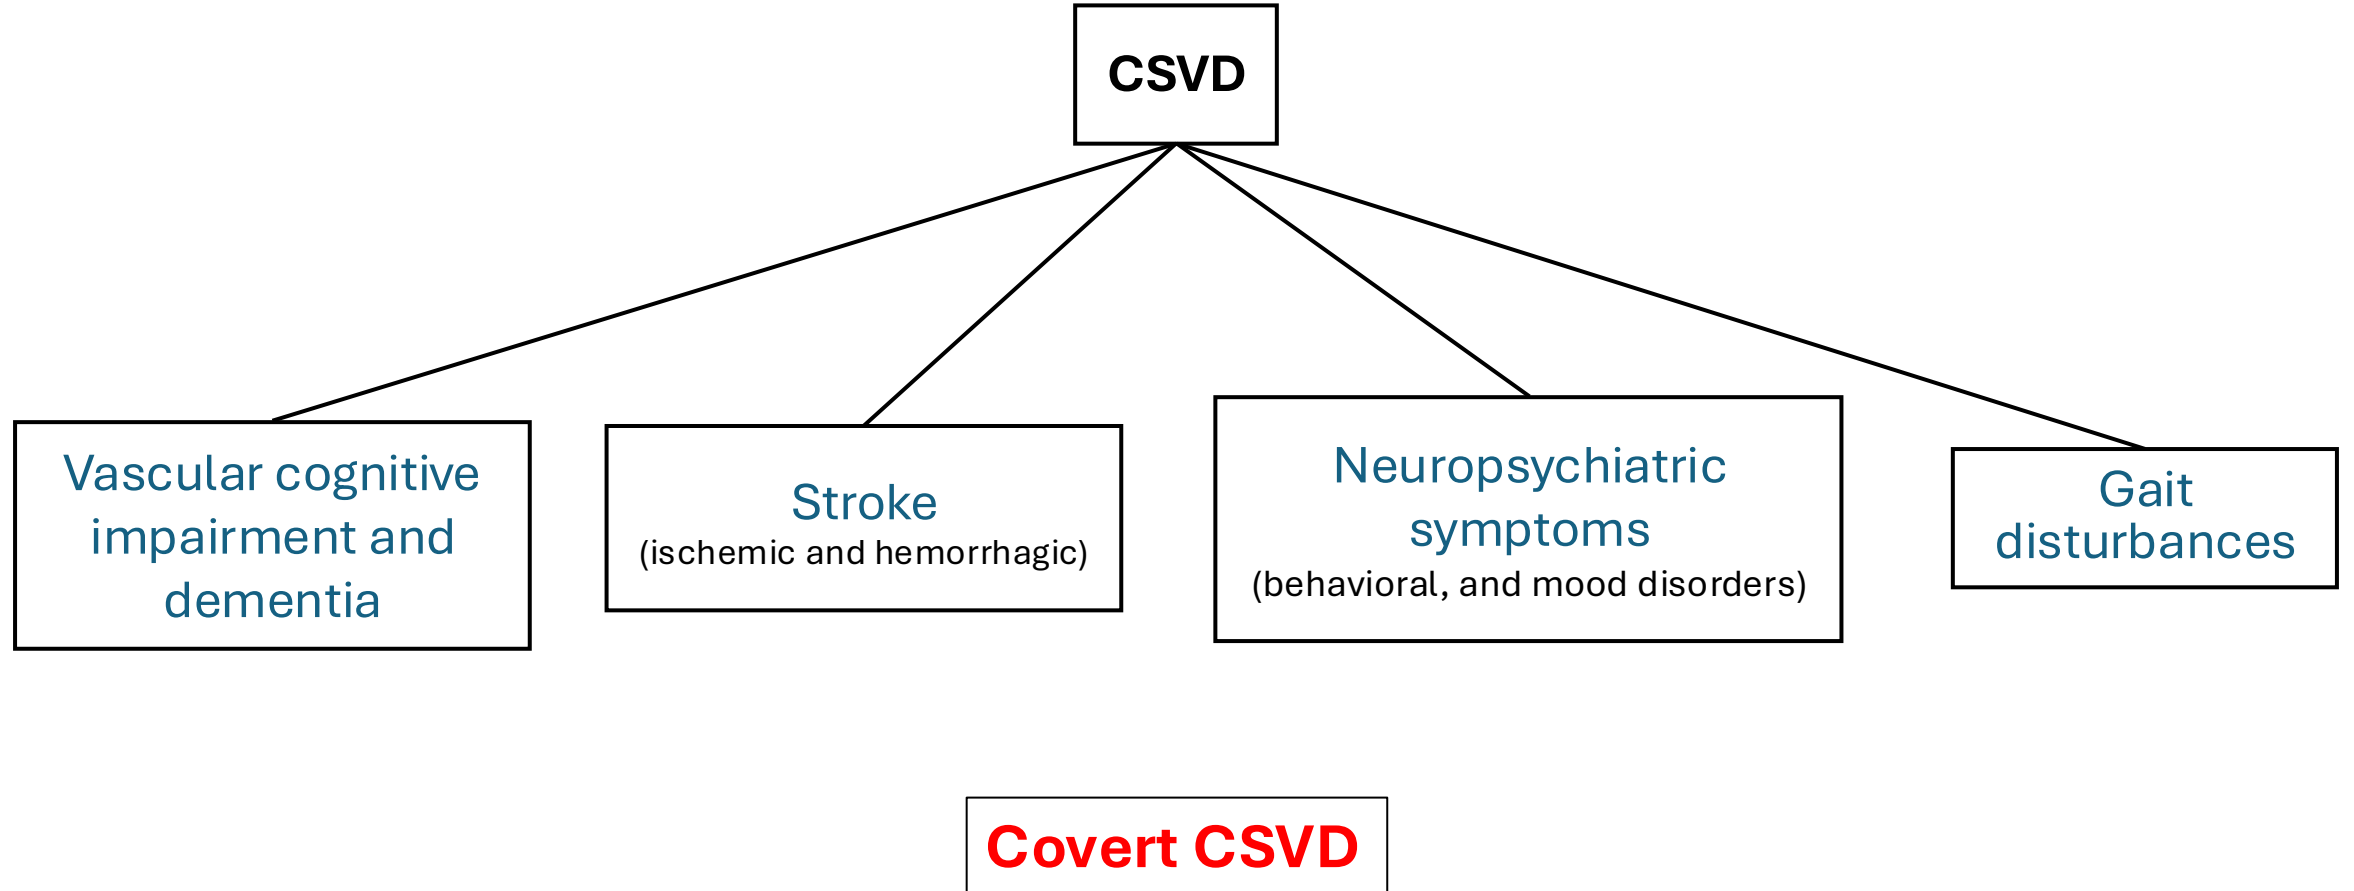 CSVD
Vascular cognitive
impairment and
dementia
Stroke
(ischemic and hemorrhagic)
Neuropsychiatric
symptoms
(behavioral, and mood disorders)
Gait
disturbances
Covert CSVD